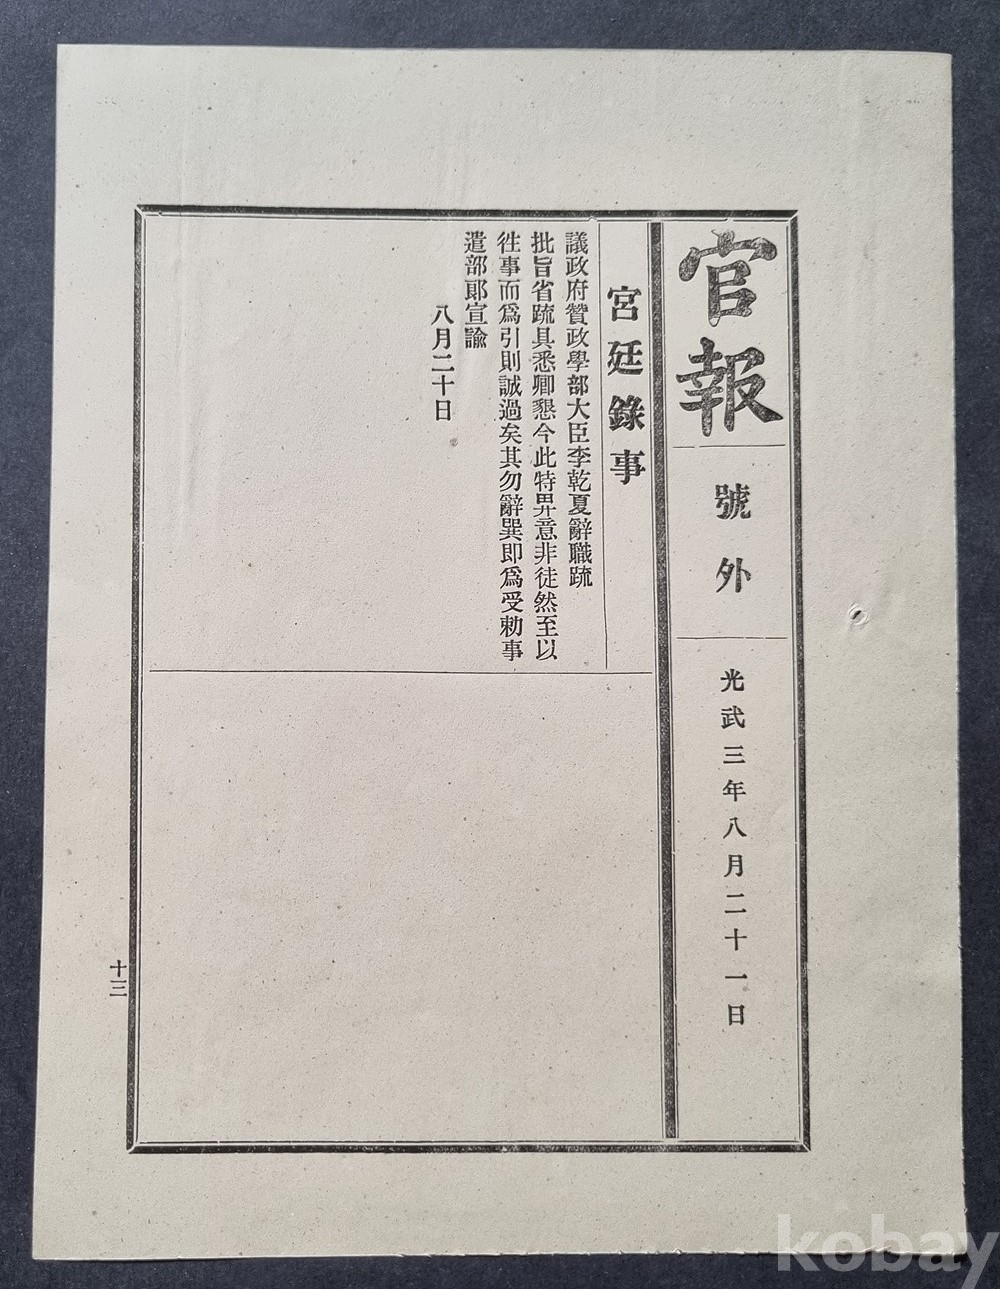 官報
號外
光武三年八月二十一日
宮廷錄事
議政府贊政學部大臣李乾夏辭職疏
批旨省疏具悉卿懇今此特畀意非徒然至以
徃事而爲引則誠過矣其勿辭巽即爲受勅事
遣部郞宣諭
八月二十日
十三
kobay